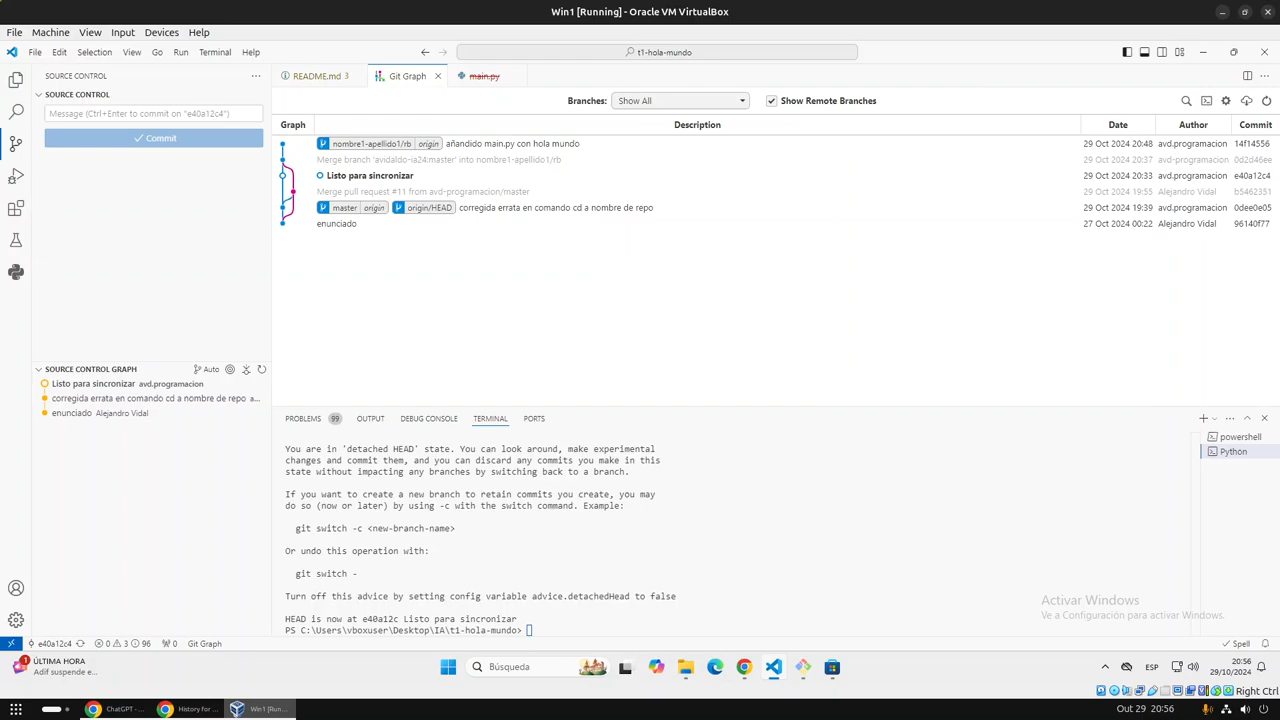 Win1 [Running] - Oracle VM VirtualBox
File Machine View Input Devices Help
File Edit Selection View Go Run Terminal Help
t1-hola-mundo
SOURCE CONTROL
README.md 3
Git Graph
main.py
SOURCE CONTROL
Message (Ctrl+Enter to commit on "e40a12c4")
Commit
Branches: Show All Show Remote Branches
Graph Description Date Author Commit
nombre1-apellido1/rb origin añandido main.py con hola mundo 29 Oct 2024 20:48 avd.programacion 14f14556
Merge branch 'avidaldo-ia24:master' into nombre1-apellido1/rb 29 Oct 2024 20:37 avd-programacion 0d2d46ee
Listo para sincronizar 29 Oct 2024 20:33 avd.programacion e40a12c4
Merge pull request #11 from avd-programacion/master 29 Oct 2024 19:55 Alejandro Vidal b5462351
master origin origin/HEAD corregida errata en comando cd a nombre de repo 29 Oct 2024 19:39 avd.programacion 0dee0e05
enunciado 27 Oct 2024 00:22 Alejandro Vidal 96140f77
SOURCE CONTROL GRAPH Auto
Listo para sincronizar avd.programacion
corregida errata en comando cd a nombre de repo a...
enunciado Alejandro Vidal
PROBLEMS 99 OUTPUT DEBUG CONSOLE TERMINAL PORTS
powershell
Python
You are in 'detached HEAD' state. You can look around, make experimental
changes and commit them, and you can discard any commits you make in this
state without impacting any branches by switching back to a branch.
If you want to create a new branch to retain commits you create, you may
do so (now or later) by using -c with the switch command. Example:
git switch -c <new-branch-name>
Or undo this operation with:
git switch -
Turn off this advice by setting config variable advice.detachedHead to false
HEAD is now at e40a12c Listo para sincronizar
PS C:\Users\vboxuser\Desktop\IA\t1-hola-mundo>
Activar Windows
Ve a Configuración para activar Windows.
e40a12c4 0 3 96 0 Git Graph Spell
1
ÚLTIMA HORA
Adif suspende e...
Búsqueda
ESP
20:56
29/10/2024
Right Ctrl
ChatGPT - ...
History for ...
Win1 [Run...
Out 29 20:56